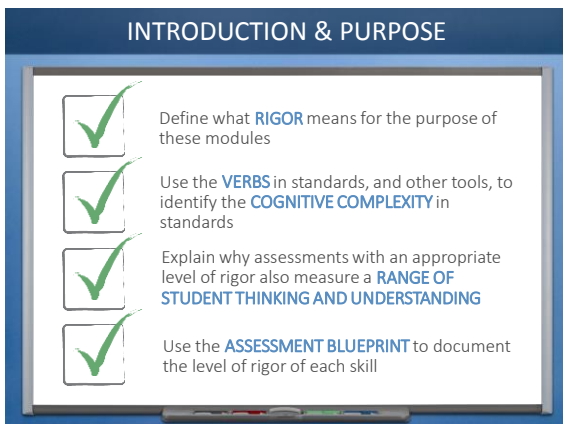 INTRODUCTION & PURPOSE
Define what RIGOR means for the purpose of
these modules
Use the VERBS in standards, and other tools, to
identify the COGNITIVE COMPLEXITY in
standards
Explain why assessments with an appropriate
level of rigor also measure a RANGE OF
STUDENT THINKING AND UNDERSTANDING
Use the ASSESSMENT BLUEPRINT to document
the level of rigor of each skill